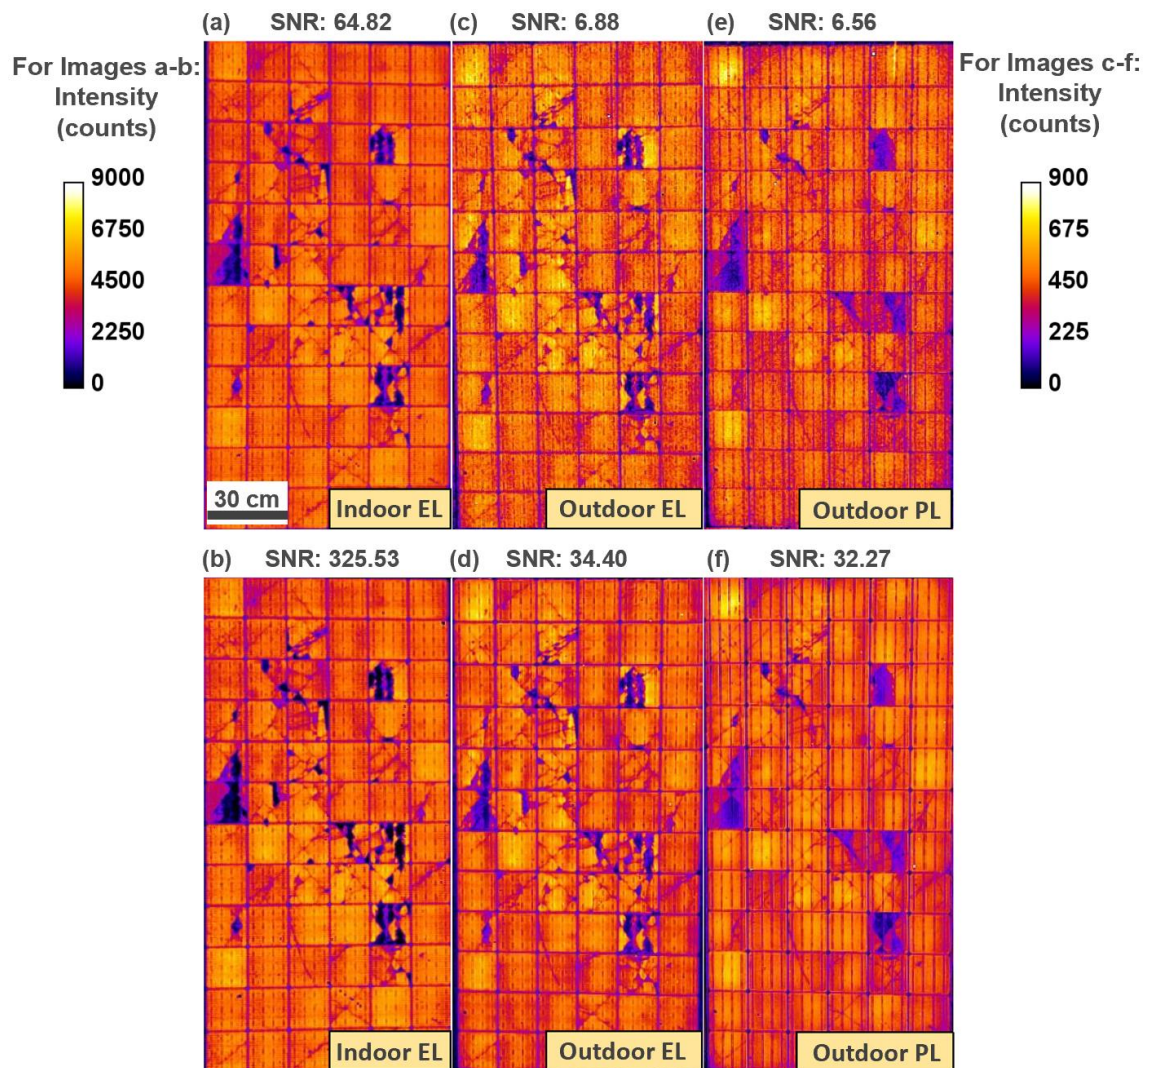 (a) SNR: 64.82
(c) SNR: 6.88
(e) SNR: 6.56
For Images a-b:
Intensity
(counts)
9000
6750
4500
2250
0
For Images c-f:
Intensity
(counts)
900
675
450
225
0
30 cm
Indoor EL
Outdoor EL
Outdoor PL
(b) SNR: 325.53
(d) SNR: 34.40
(f) SNR: 32.27
Indoor EL
Outdoor EL
Outdoor PL